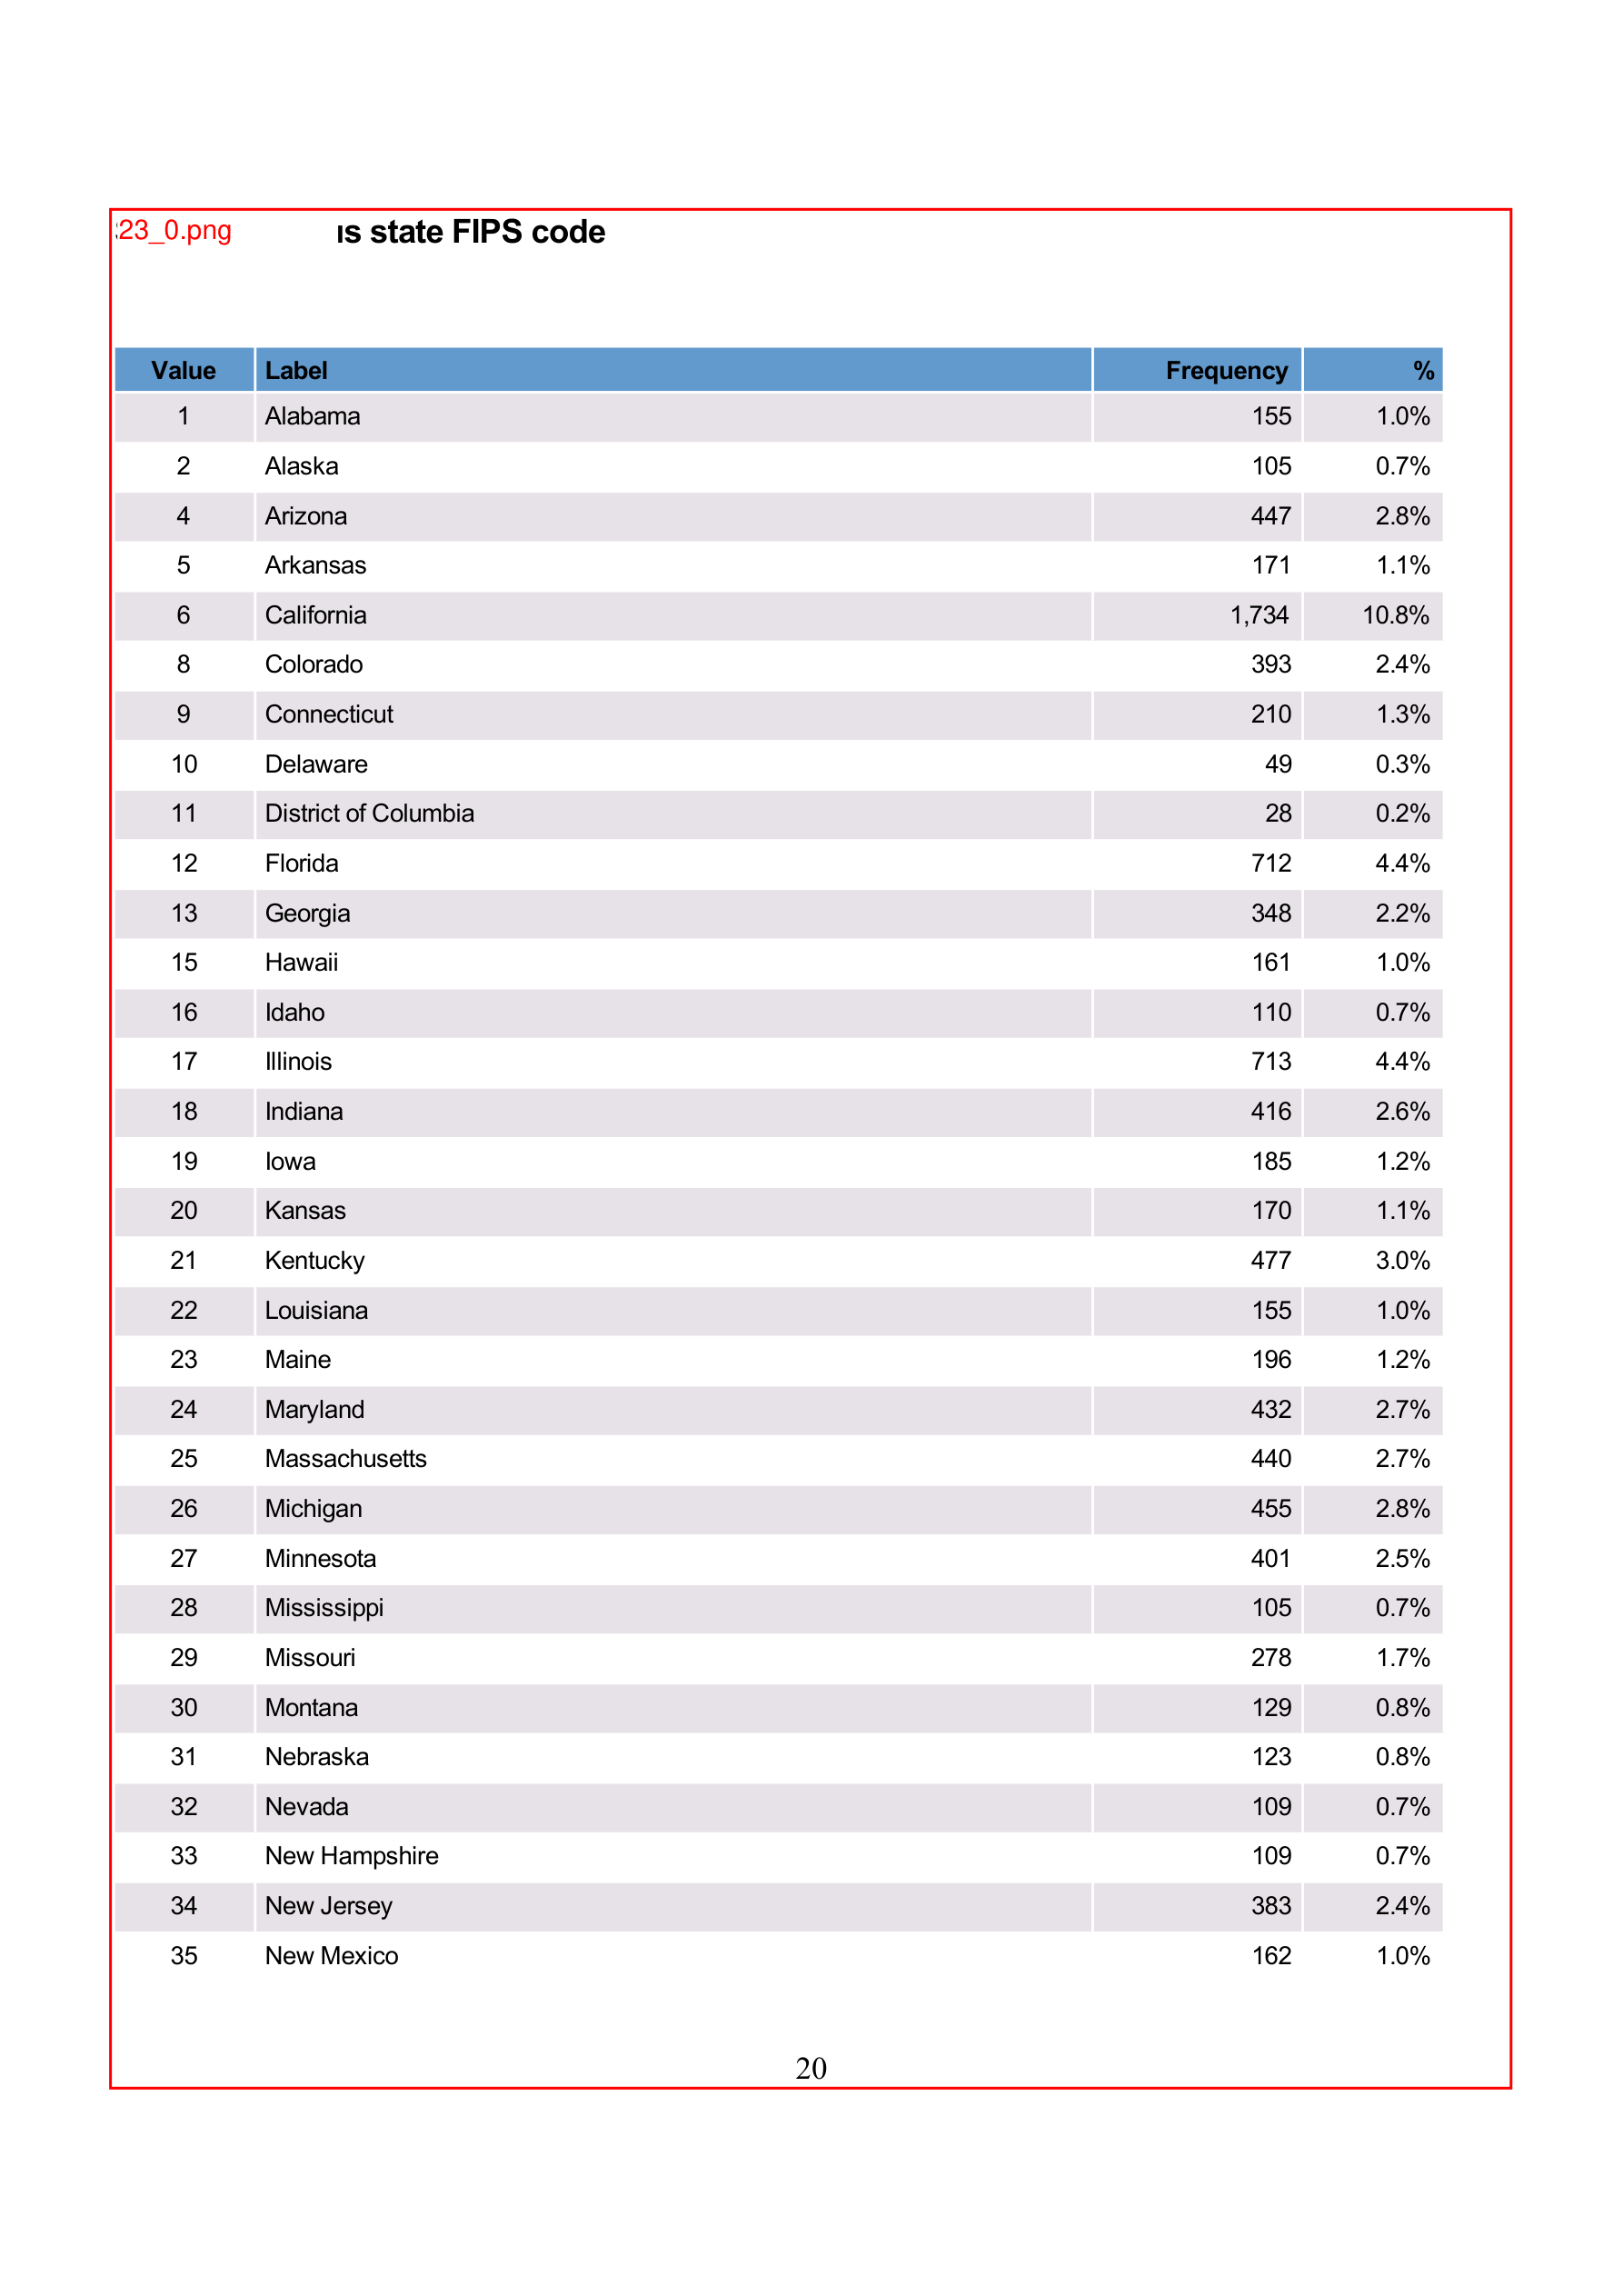 23_0.png us state FIPS code
Value Label Frequency %
1 Alabama 155 1.0%
2 Alaska 105 0.7%
4 Arizona 447 2.8%
5 Arkansas 171 1.1%
6 California 1,734 10.8%
8 Colorado 393 2.4%
9 Connecticut 210 1.3%
10 Delaware 49 0.3%
11 District of Columbia 28 0.2%
12 Florida 712 4.4%
13 Georgia 348 2.2%
15 Hawaii 161 1.0%
16 Idaho 110 0.7%
17 Illinois 713 4.4%
18 Indiana 416 2.6%
19 Iowa 185 1.2%
20 Kansas 170 1.1%
21 Kentucky 477 3.0%
22 Louisiana 155 1.0%
23 Maine 196 1.2%
24 Maryland 432 2.7%
25 Massachusetts 440 2.7%
26 Michigan 455 2.8%
27 Minnesota 401 2.5%
28 Mississippi 105 0.7%
29 Missouri 278 1.7%
30 Montana 129 0.8%
31 Nebraska 123 0.8%
32 Nevada 109 0.7%
33 New Hampshire 109 0.7%
34 New Jersey 383 2.4%
35 New Mexico 162 1.0%
20